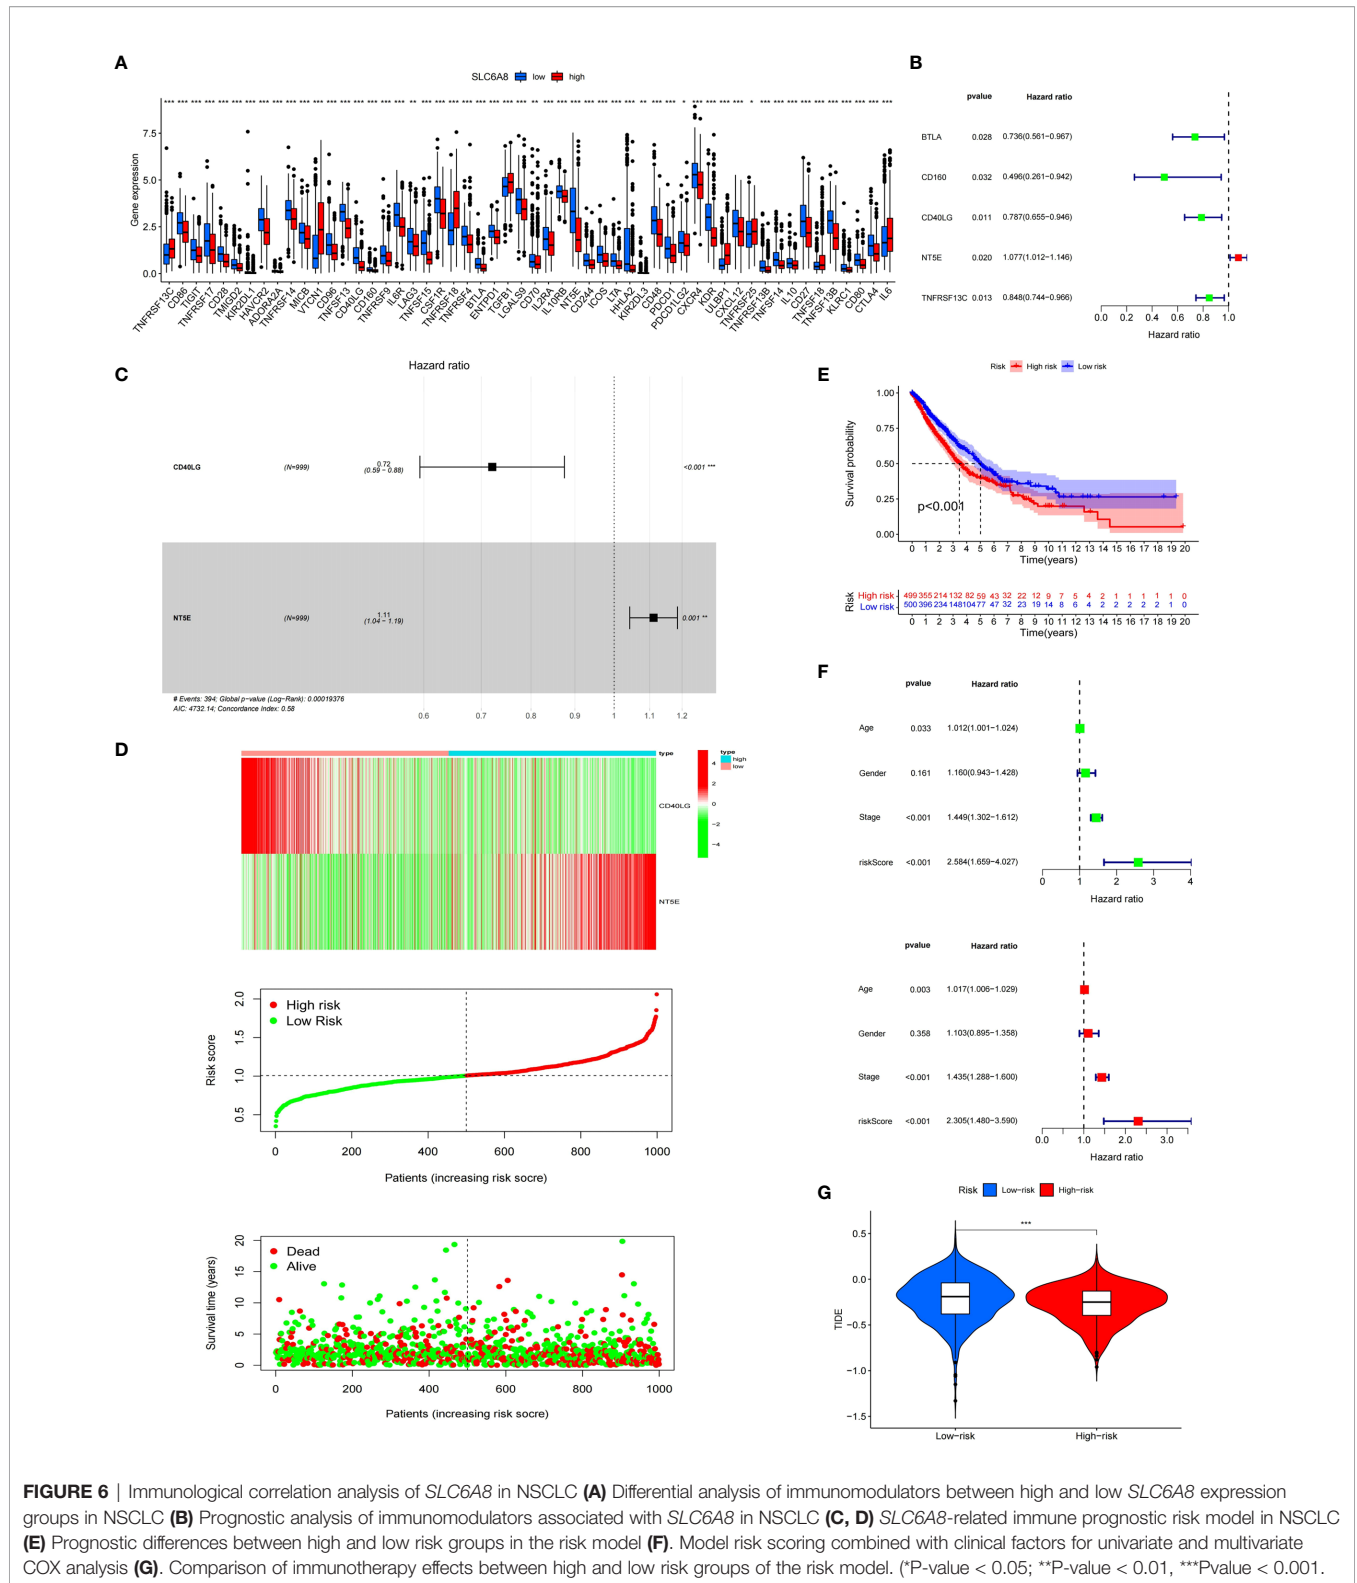 A
SLC6A8 low high
*** *** *** *** *** *** *** *** *** *** *** *** *** *** *** *** *** *** ** *** *** *** *** *** *** *** *** ** *** *** *** *** *** *** *** ** *** *** * *** *** *** *** * *** *** *** *** *** *** *** *** ***
Gene expression
7.5
5.0
2.5
0.0
TNFRSF13C CD86 TIGIT TNFRSF17 CD28 TMIGD2 KIR2DL1 HAVCR2 ADORA2A TNFRSF14 MICB VTCN1 CD96 TNFSF13 CD40LG CD160 TNFRSF9 IL6R LAG3 TNFSF15 CSF1R TNFRSF18 TNFRSF4 BTLA ENTPD1 TGFB1 LGALS9 CD70 IL2RA IL10RB NT5E CD244 ICOS LTA HHLA2 KIR2DL3 CD48 PDCD1 PDCD1LG2 CXCR4 KDR ULBP1 CXCL12 TNFRSF25 TNFRSF13B TNFSF14 IL10 CD27 TNFSF18 TNFSF13B KLRC1 CD80 CTLA4 IL6
B
pvalue Hazard ratio
BTLA 0.028 0.736(0.561−0.967)
CD160 0.032 0.496(0.261−0.942)
CD40LG 0.011 0.787(0.655−0.946)
NT5E 0.020 1.077(1.012−1.146)
TNFRSF13C 0.013 0.848(0.744−0.966)
0.0 0.2 0.4 0.6 0.8 1.0
Hazard ratio
C
Hazard ratio
CD40LG (N=999) 0.72 <0.001 ***
(0.59 − 0.88)
NT5E (N=999) 1.11 0.001 **
(1.04 − 1.19)
# Events: 394; Global p−value (Log−Rank): 0.00019376
AIC: 4732.14; Concordance Index: 0.58
0.6 0.7 0.8 0.9 1 1.1 1.2
D
type
CD40LG
NT5E
4
2
0
−2
−4
type
high
low
High risk
Low Risk
Risk score
2.0
1.5
1.0
0.5
0 200 400 600 800 1000
Patients (increasing risk socre)
Dead
Alive
Survival time (years)
20
15
10
5
0
0 200 400 600 800 1000
Patients (increasing risk socre)
E
Risk High risk Low risk
Survival probability
1.00
0.75
0.50
0.25
0.00
p<0.001
0 1 2 3 4 5 6 7 8 9 10 11 12 13 14 15 16 17 18 19 20
Time(years)
Risk
High risk 499 355 214 132 82 59 43 32 22 12 9 7 5 4 2 1 1 1 1 1 0
Low risk 500 396 234 148 104 77 47 32 23 19 14 8 6 4 2 2 2 2 2 1 0
0 1 2 3 4 5 6 7 8 9 10 11 12 13 14 15 16 17 18 19 20
Time(years)
F
pvalue Hazard ratio
Age 0.033 1.012(1.001−1.024)
Gender 0.161 1.160(0.943−1.428)
Stage <0.001 1.449(1.302−1.612)
riskScore <0.001 2.584(1.659−4.027)
0 1 2 3 4
Hazard ratio
pvalue Hazard ratio
Age 0.003 1.017(1.006−1.029)
Gender 0.358 1.103(0.895−1.358)
Stage <0.001 1.435(1.288−1.600)
riskScore <0.001 2.305(1.480−3.590)
0.0 1.0 2.0 3.0
Hazard ratio
G
Risk Low−risk High−risk
***
TIDE
0.5
0.0
−0.5
−1.0
−1.5
Low−risk High−risk
FIGURE 6 | Immunological correlation analysis of SLC6A8 in NSCLC (A) Differential analysis of immunomodulators between high and low SLC6A8 expression
groups in NSCLC (B) Prognostic analysis of immunomodulators associated with SLC6A8 in NSCLC (C, D) SLC6A8-related immune prognostic risk model in NSCLC
(E) Prognostic differences between high and low risk groups in the risk model (F). Model risk scoring combined with clinical factors for univariate and multivariate
COX analysis (G). Comparison of immunotherapy effects between high and low risk groups of the risk model. (*P-value < 0.05; **P-value < 0.01, ***Pvalue < 0.001.